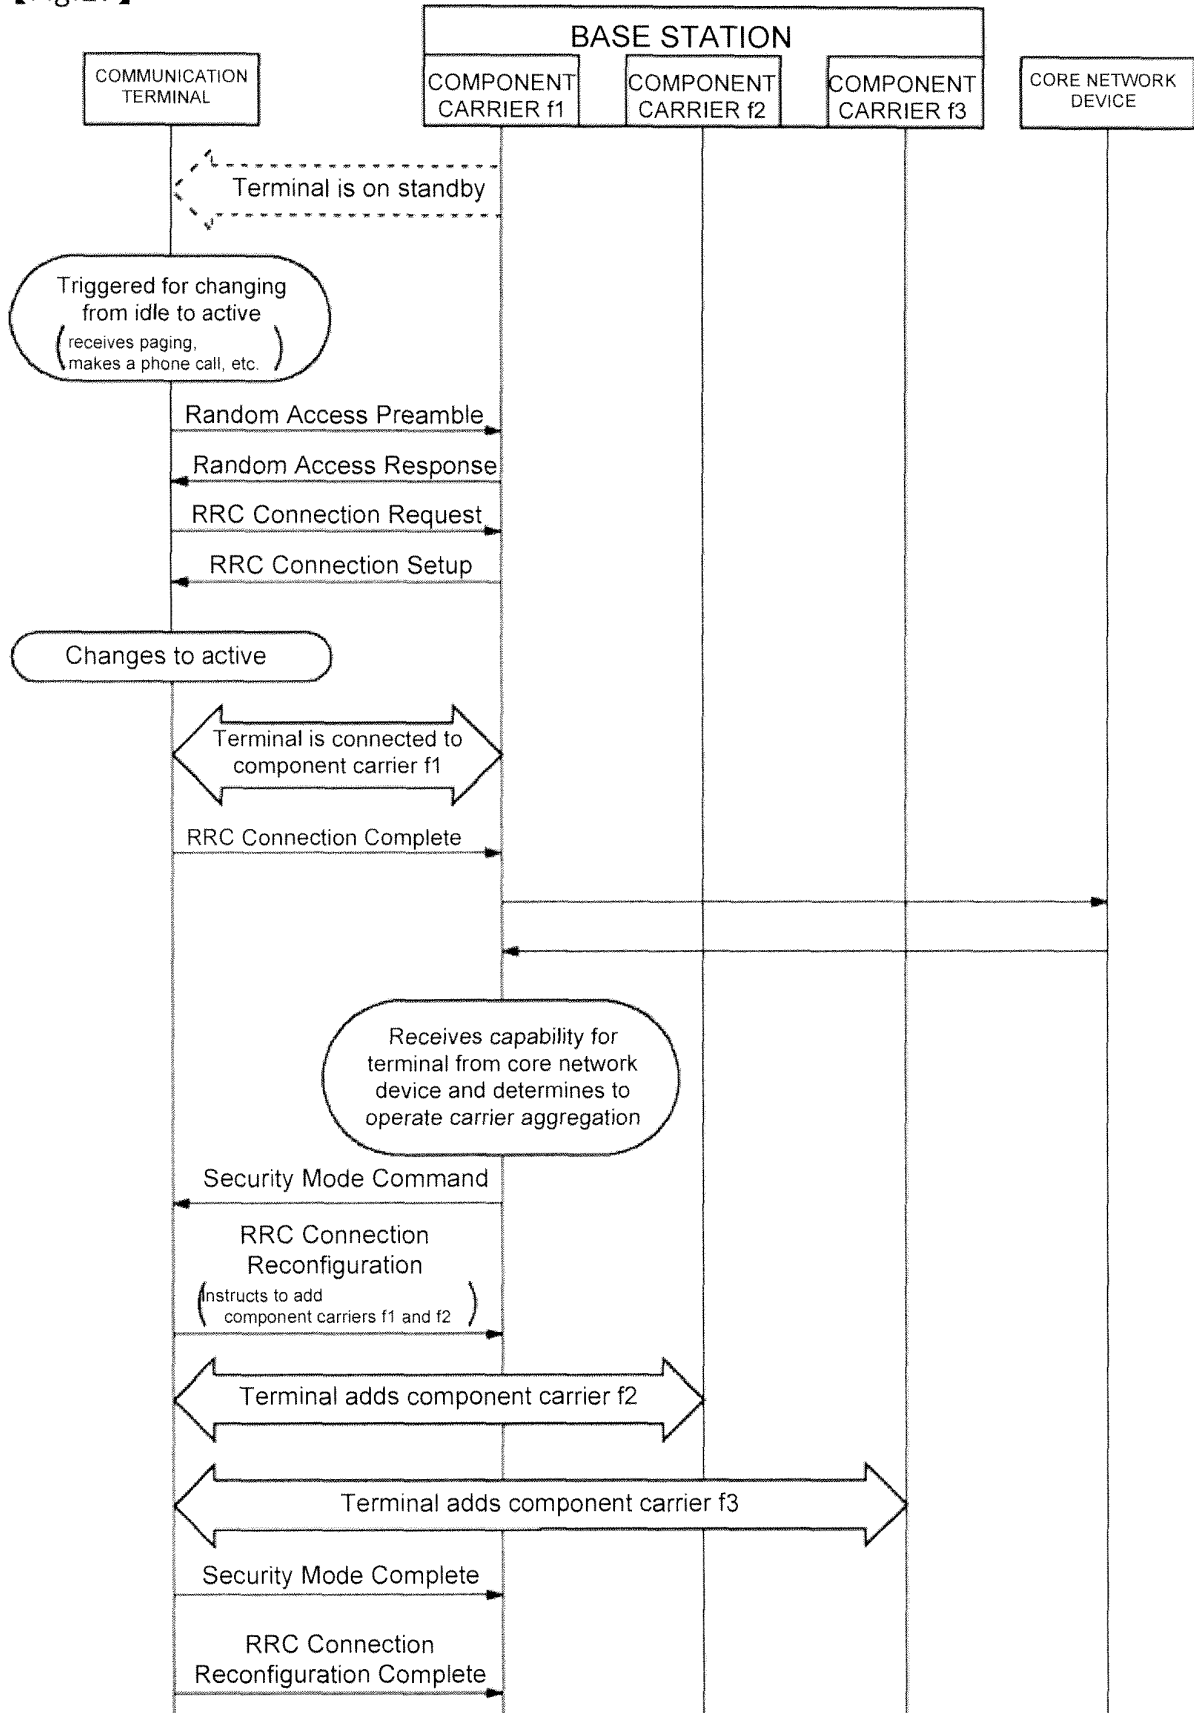 BASE STATION
COMMUNICATION
TERMINAL
COMPONENT
CARRIER f1
COMPONENT
CARRIER f2
COMPONENT
CARRIER f3
CORE NETWORK
DEVICE
Terminal is on standby
Triggered for changing
from idle to active
(receives paging,
makes a phone call, etc.)
Random Access Preamble
Random Access Response
RRC Connection Request
RRC Connection Setup
Changes to active
Terminal is connected to
component carrier f1
RRC Connection Complete
Receives capability for
terminal from core network
device and determines to
operate carrier aggregation
Security Mode Command
RRC Connection
Reconfiguration
(Instructs to add
component carriers f1 and f2)
Terminal adds component carrier f2
Terminal adds component carrier f3
Security Mode Complete
RRC Connection
Reconfiguration Complete